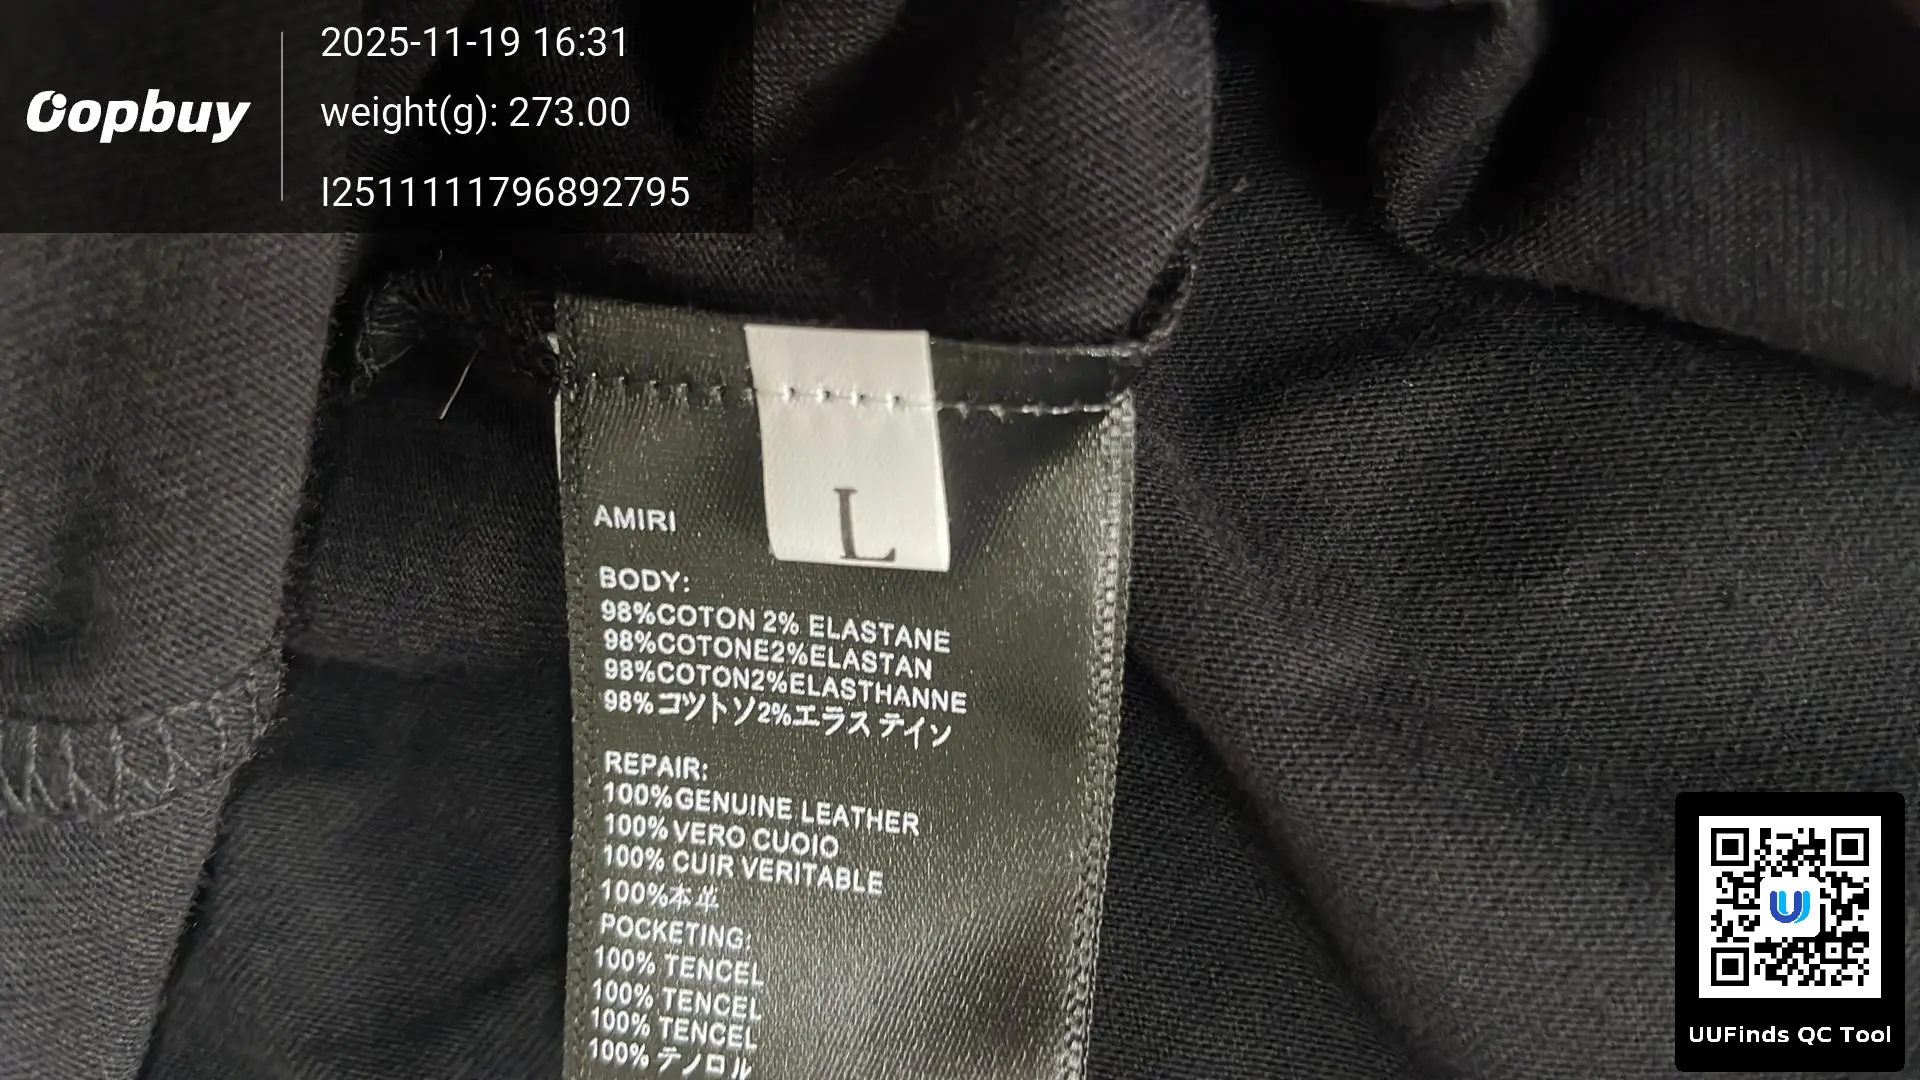 Oopbuy
2025-11-19 16:31
weight(g): 273.00
I2511111796892795
L
AMIRI
BODY:
98%COTON 2% ELASTANE
98%COTONE2%ELASTAN
98%COTON2%ELASTHANNE
98%コツトソ2%エラス テイン
REPAIR:
100%GENUINE LEATHER
100% VERO CUOIO
100% CUIR VERITABLE
100%本革
POCKETING:
100% TENCEL
100% TENCEL
100% TENCEL
100% テノロル
UUFinds QC Tool